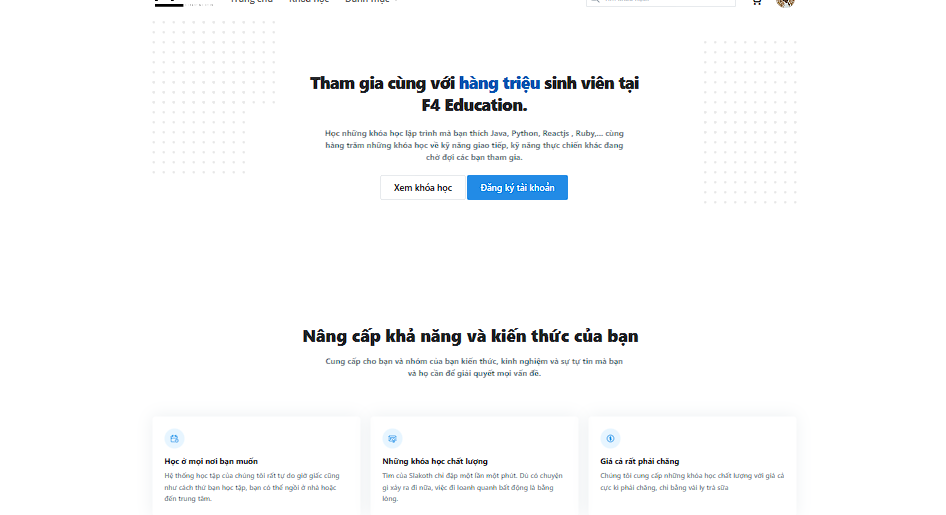 Trang chủ Khóa học Danh mục
Tham gia cùng với hàng triệu sinh viên tại
F4 Education.
Học những khóa học lập trình mà bạn thích Java, Python, Reactjs , Ruby,... cùng
hàng trăm những khóa học về kỹ năng giao tiếp, kỹ năng thực chiến khác đang
chờ đợi các bạn tham gia.
Xem khóa học Đăng ký tài khoản
Nâng cấp khả năng và kiến thức của bạn
Cung cấp cho bạn và nhóm của bạn kiến thức, kinh nghiệm và sự tự tin mà bạn
và họ cần để giải quyết mọi vấn đề.
Học ở mọi nơi bạn muốn
Hệ thống học tập của chúng tôi rất tự do giờ giấc cũng
như cách thứ bạn học tập, bạn có thể ngồi ở nhà hoặc
đến trung tâm.
Những khóa học chất lượng
Tim của Slakoth chỉ đập một lần một phút. Dù có chuyện
gì xảy ra đi nữa, việc đi loanh quanh bất động là bằng
lòng.
Giá cả rất phải chăng
Chúng tôi cung cấp những khóa học chất lượng với giá cả
cực kì phải chăng, chỉ bằng vài ly trà sữa